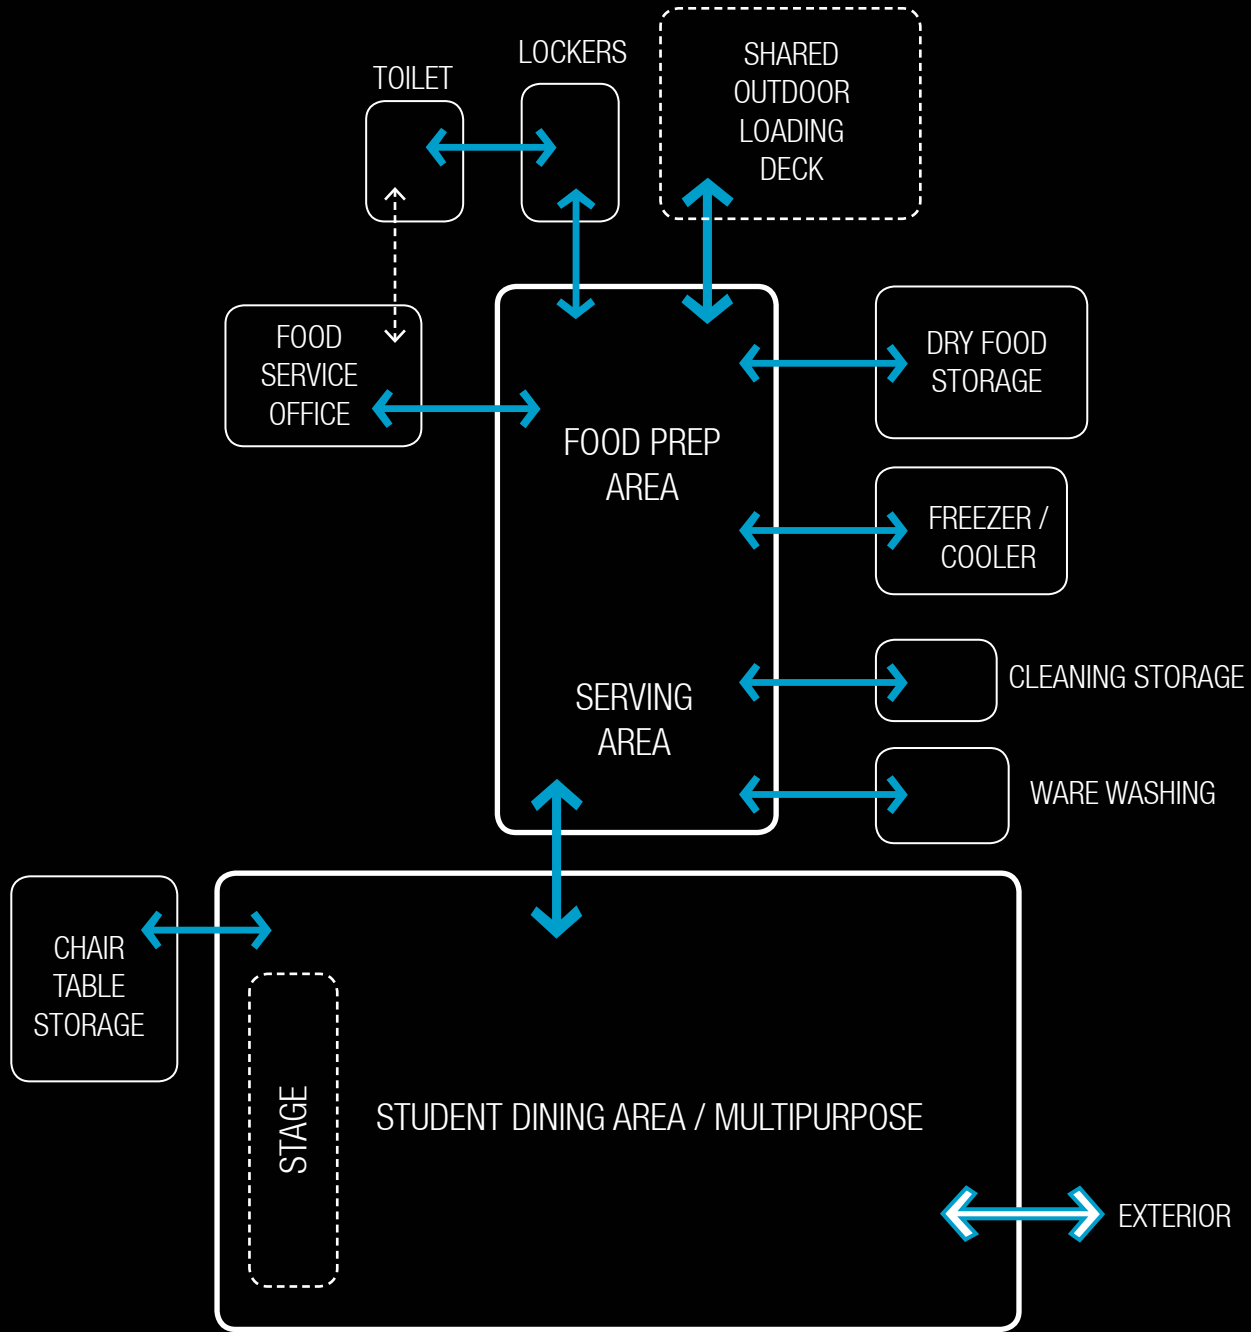 LOCKERS
TOILET
SHARED
OUTDOOR
LOADING
DECK
FOOD
SERVICE
OFFICE
DRY FOOD
STORAGE
FOOD PREP
AREA
FREEZER /
COOLER
SERVING
AREA
CLEANING STORAGE
WARE WASHING
CHAIR
TABLE
STORAGE
STAGE
STUDENT DINING AREA / MULTIPURPOSE
EXTERIOR